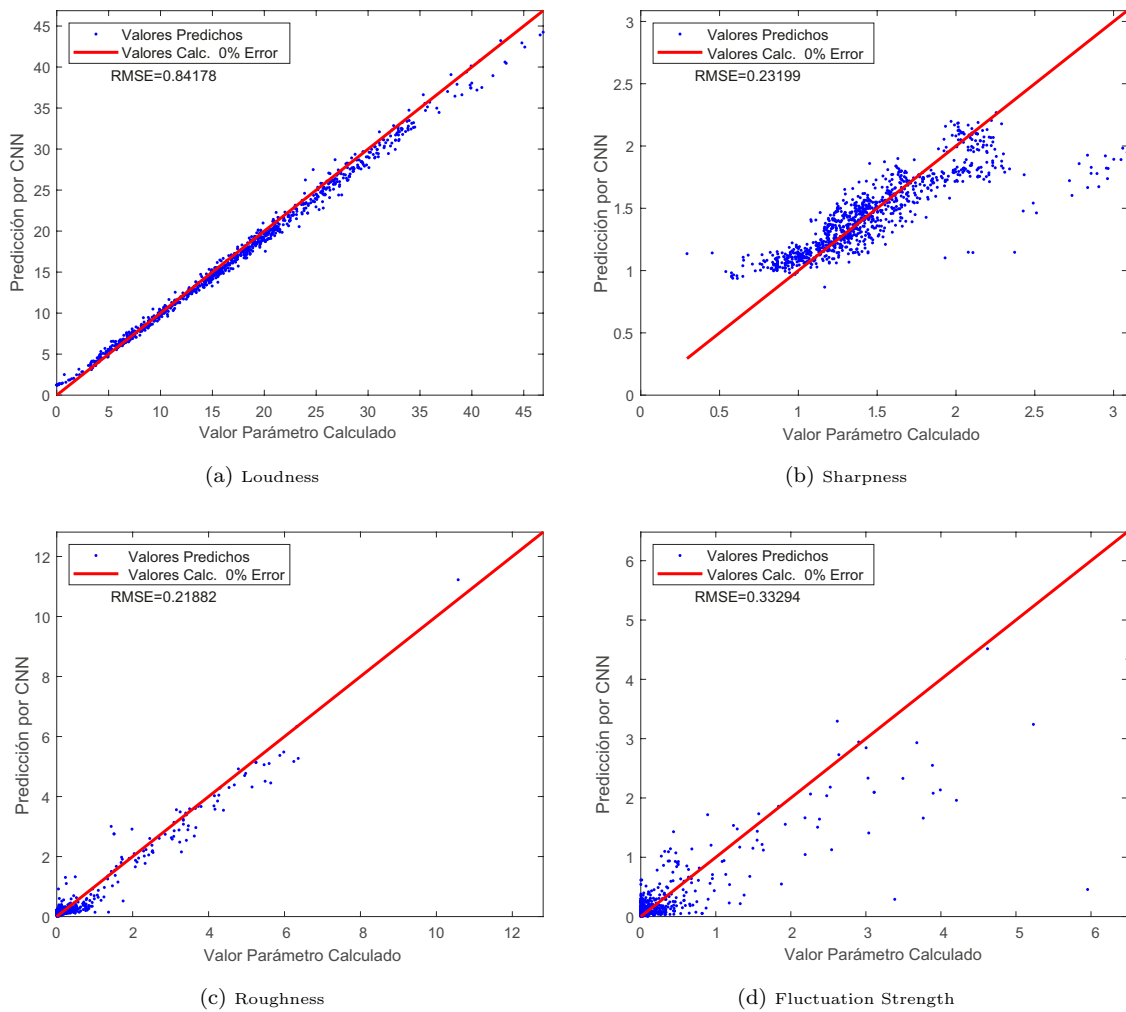 Valores Predichos
Valores Calc. 0% Error
RMSE=0.84178
45
40
35
30
25
20
15
10
5
0
Predicción por CNN
0 5 10 15 20 25 30 35 40 45
Valor Parámetro Calculado
(a) Loudness
Valores Predichos
Valores Calc. 0% Error
RMSE=0.23199
3
2.5
2
1.5
1
0.5
0
Predicción por CNN
0 0.5 1 1.5 2 2.5 3
Valor Parámetro Calculado
(b) Sharpness
Valores Predichos
Valores Calc. 0% Error
RMSE=0.21882
12
10
8
6
4
2
0
Predicción por CNN
0 2 4 6 8 10 12
Valor Parámetro Calculado
(c) Roughness
Valores Predichos
Valores Calc. 0% Error
RMSE=0.33294
6
5
4
3
2
1
0
Predicción por CNN
0 1 2 3 4 5 6
Valor Parámetro Calculado
(d) Fluctuation Strength